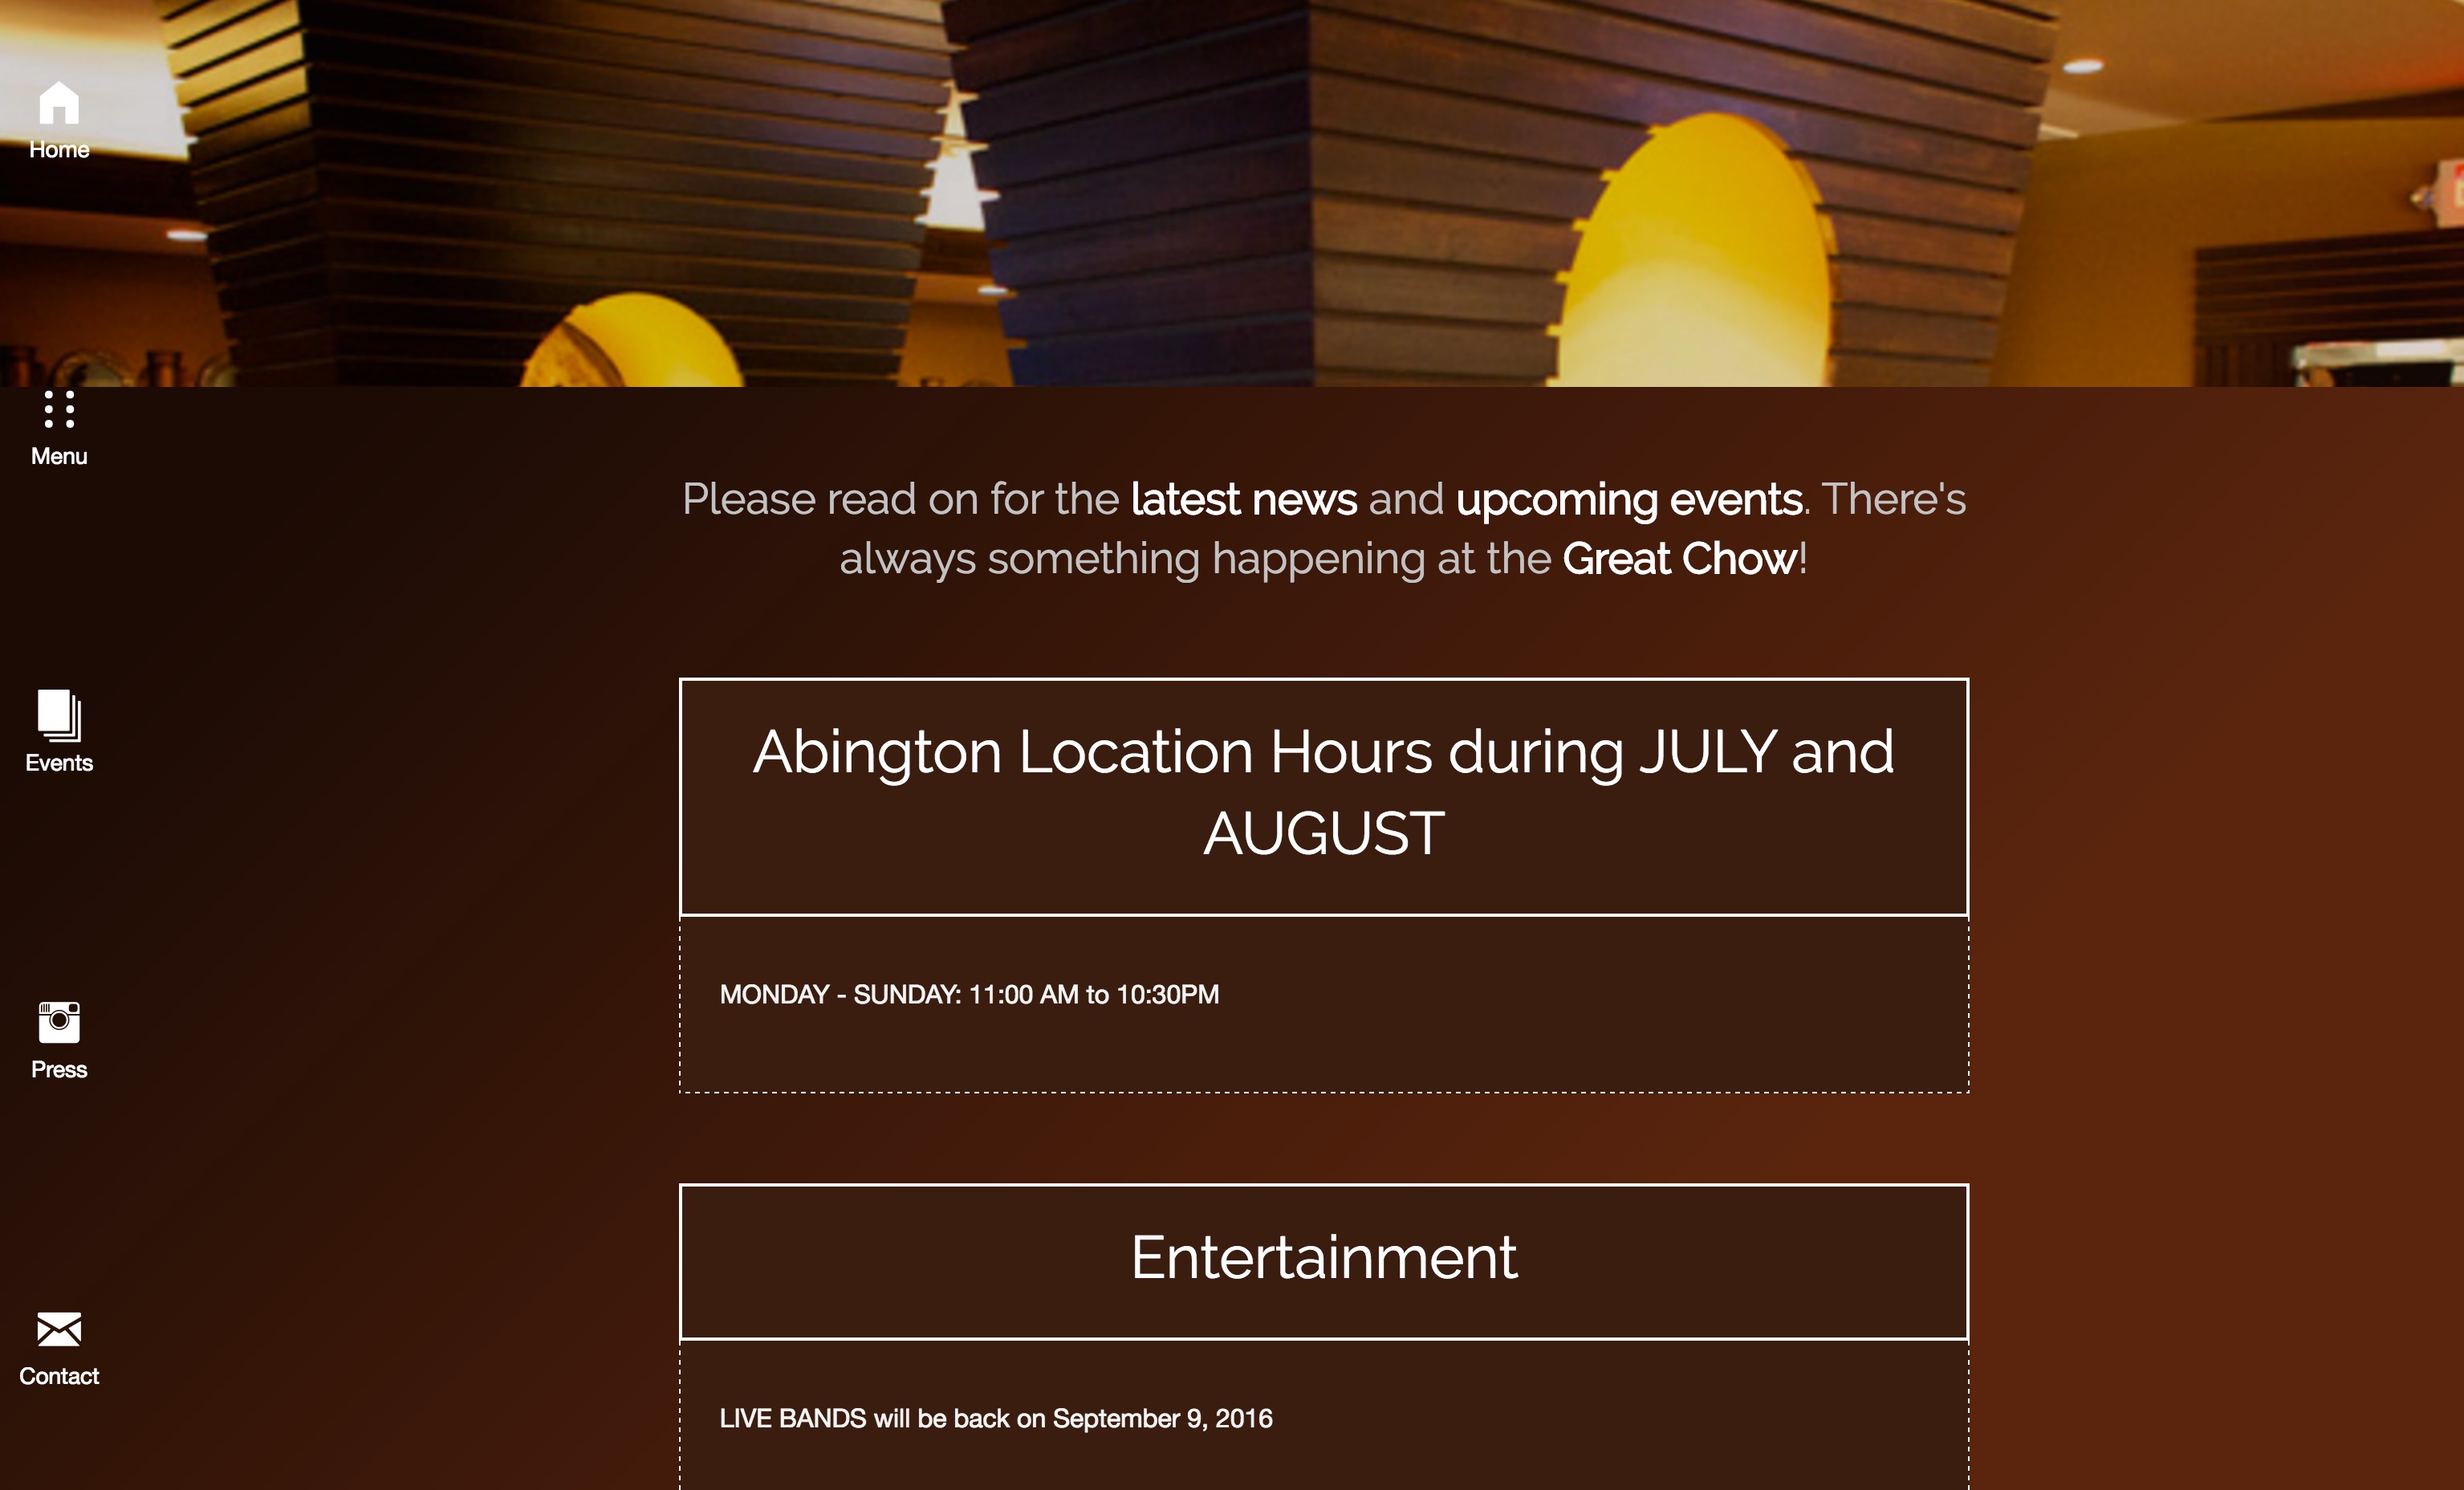 Home
Menu
Events
Press
Contact
Please read on for the latest news and upcoming events. There's
always something happening at the Great Chow!
Abington Location Hours during JULY and
AUGUST
MONDAY - SUNDAY: 11:00 AM to 10:30PM
Entertainment
LIVE BANDS will be back on September 9, 2016